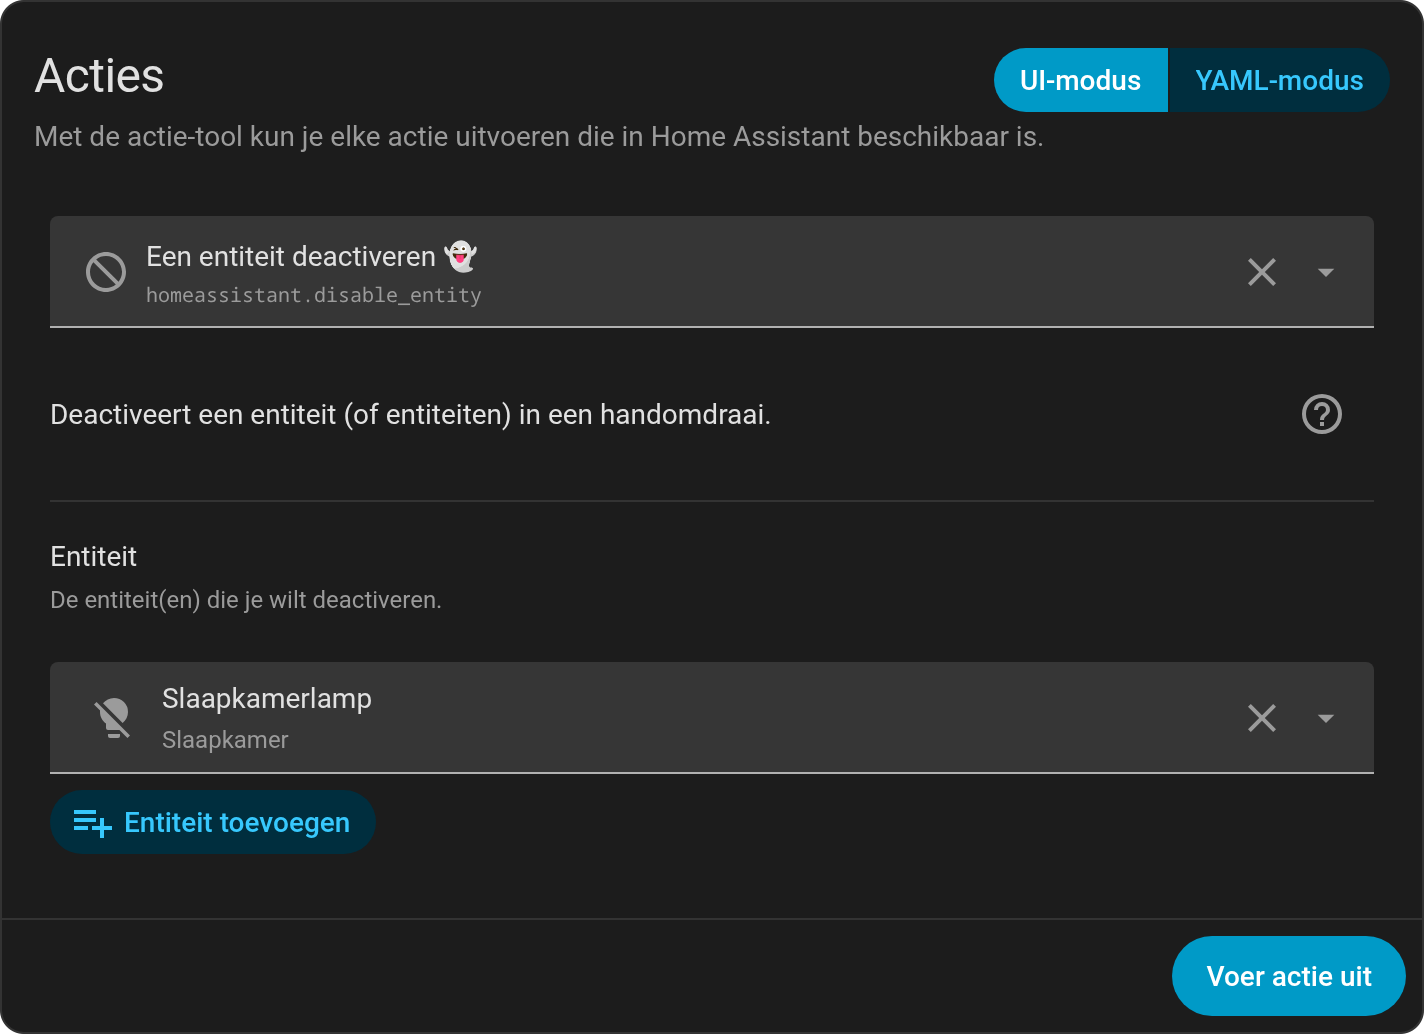 Acties
UI-modus
YAML-modus
Met de actie-tool kun je elke actie uitvoeren die in Home Assistant beschikbaar is.
Een entiteit deactiveren 👻
homeassistant.disable_entity
Deactiveert een entiteit (of entiteiten) in een handomdraai.
Entiteit
De entiteit(en) die je wilt deactiveren.
Slaapkamerlamp
Slaapkamer
Entiteit toevoegen
Voer actie uit